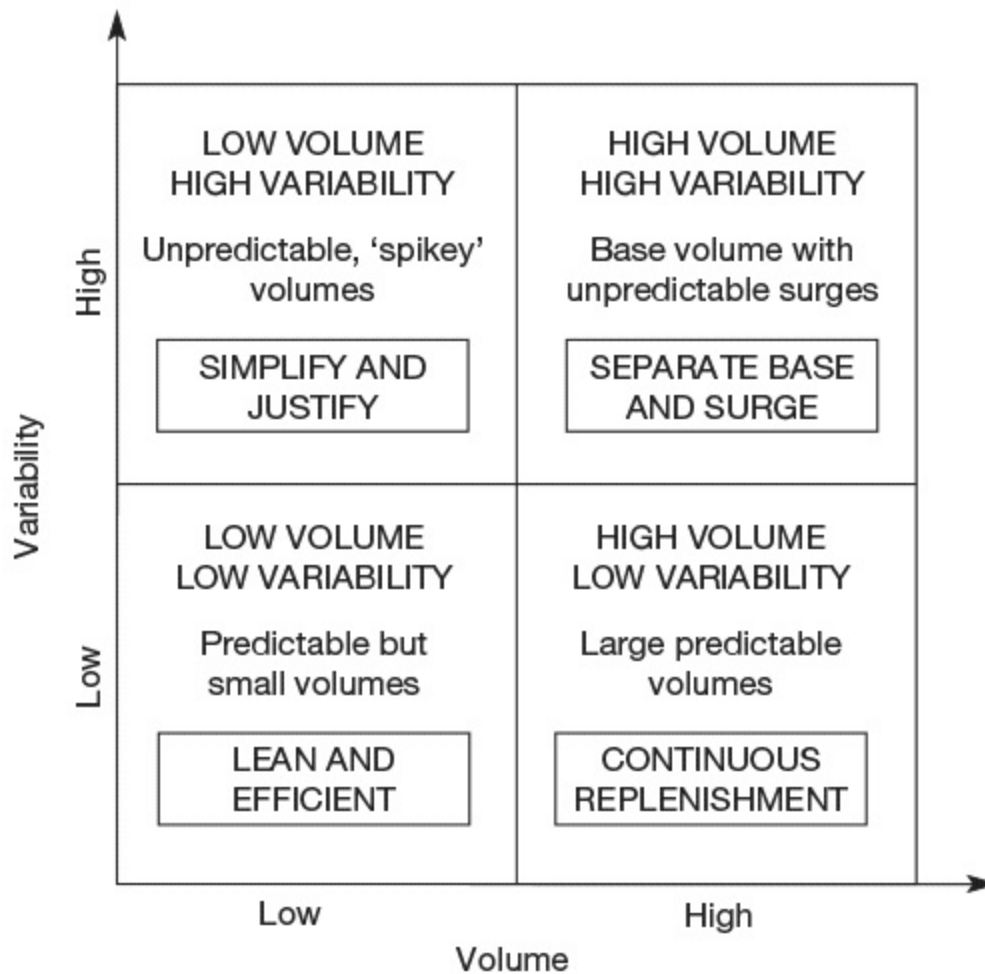 LOW VOLUME
HIGH VARIABILITY
Unpredictable, ‘spikey’
volumes
SIMPLIFY AND
JUSTIFY
HIGH VOLUME
HIGH VARIABILITY
Base volume with
unpredictable surges
SEPARATE BASE
AND SURGE
High
Variability
Low
LOW VOLUME
LOW VARIABILITY
Predictable but
small volumes
LEAN AND
EFFICIENT
HIGH VOLUME
LOW VARIABILITY
Large predictable
volumes
CONTINUOUS
REPLENISHMENT
Low
High
Volume